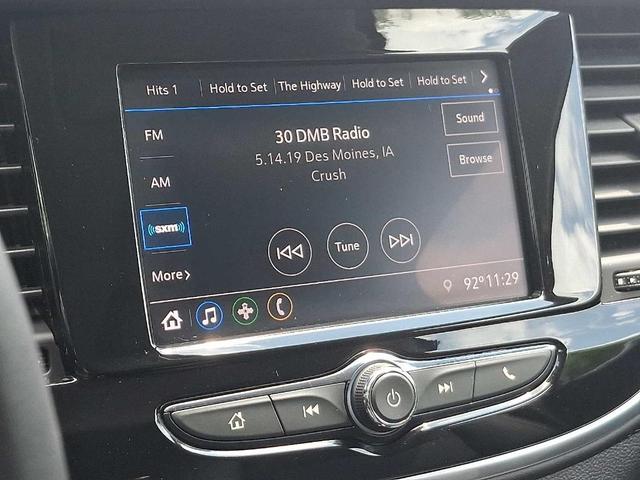 Hits 1 Hold to Set The Highway Hold to Set Hold to Set
FM
30 DMB Radio
Sound
5.14.19 Des Moines, IA
Browse
AM
Crush
sxm
Tune
More
92° 11:29